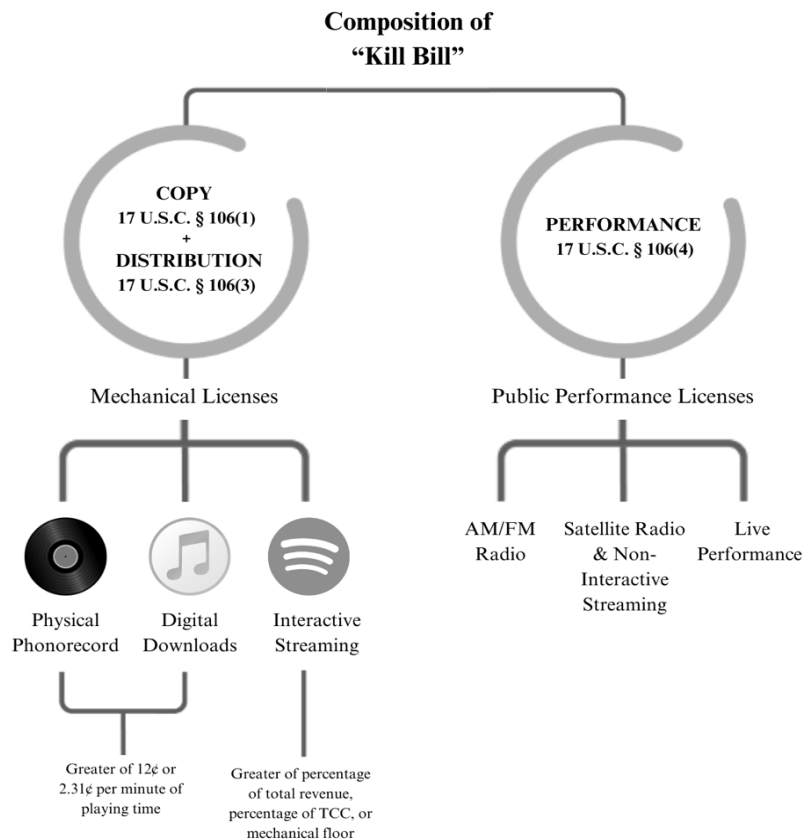 Composition of
“Kill Bill”
COPY
17 U.S.C. § 106(1)
+
DISTRIBUTION
17 U.S.C. § 106(3)
PERFORMANCE
17 U.S.C. § 106(4)
Mechanical Licenses
Public Performance Licenses
Physical
Phonorecord
Digital
Downloads
Interactive
Streaming
AM/FM
Radio
Satellite Radio
& Non-
Interactive
Streaming
Live
Performance
Greater of 12¢ or
2.31¢ per minute of
playing time
Greater of percentage
of total revenue,
percentage of TCC, or
mechanical floor